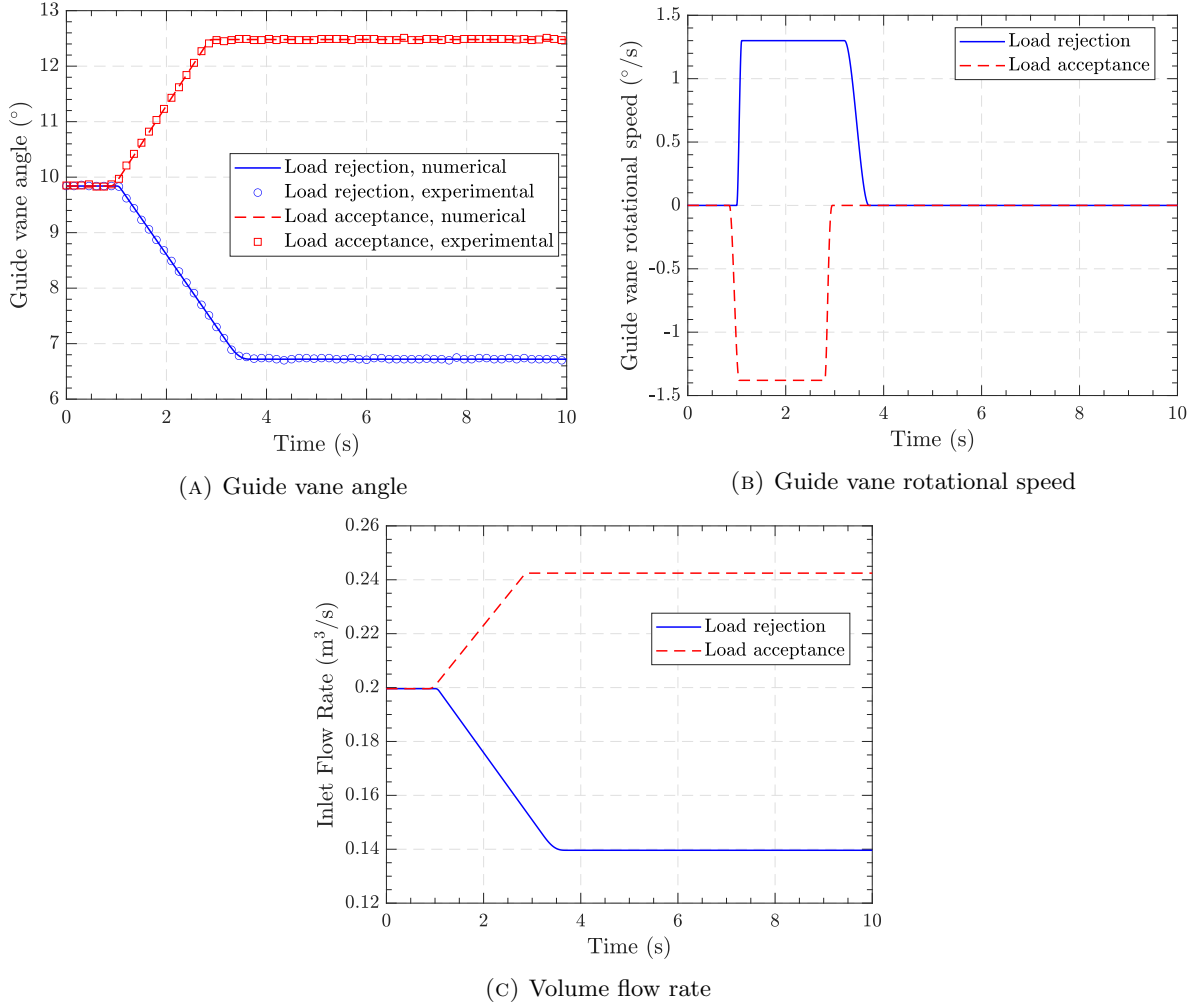 13
12
11
10
9
8
7
6
0
2
4
6
8
10
Guide vane angle (°)
Time (s)
Load rejection, numerical
Load rejection, experimental
Load acceptance, numerical
Load acceptance, experimental
(A) Guide vane angle
1.5
1
0.5
0
-0.5
-1
-1.5
0
2
4
6
8
10
Guide vane rotational speed (°/s)
Time (s)
Load rejection
Load acceptance
(B) Guide vane rotational speed
0.26
0.24
0.22
0.2
0.18
0.16
0.14
0.12
0
2
4
6
8
10
Inlet Flow Rate (m³/s)
Time (s)
Load rejection
Load acceptance
(C) Volume flow rate